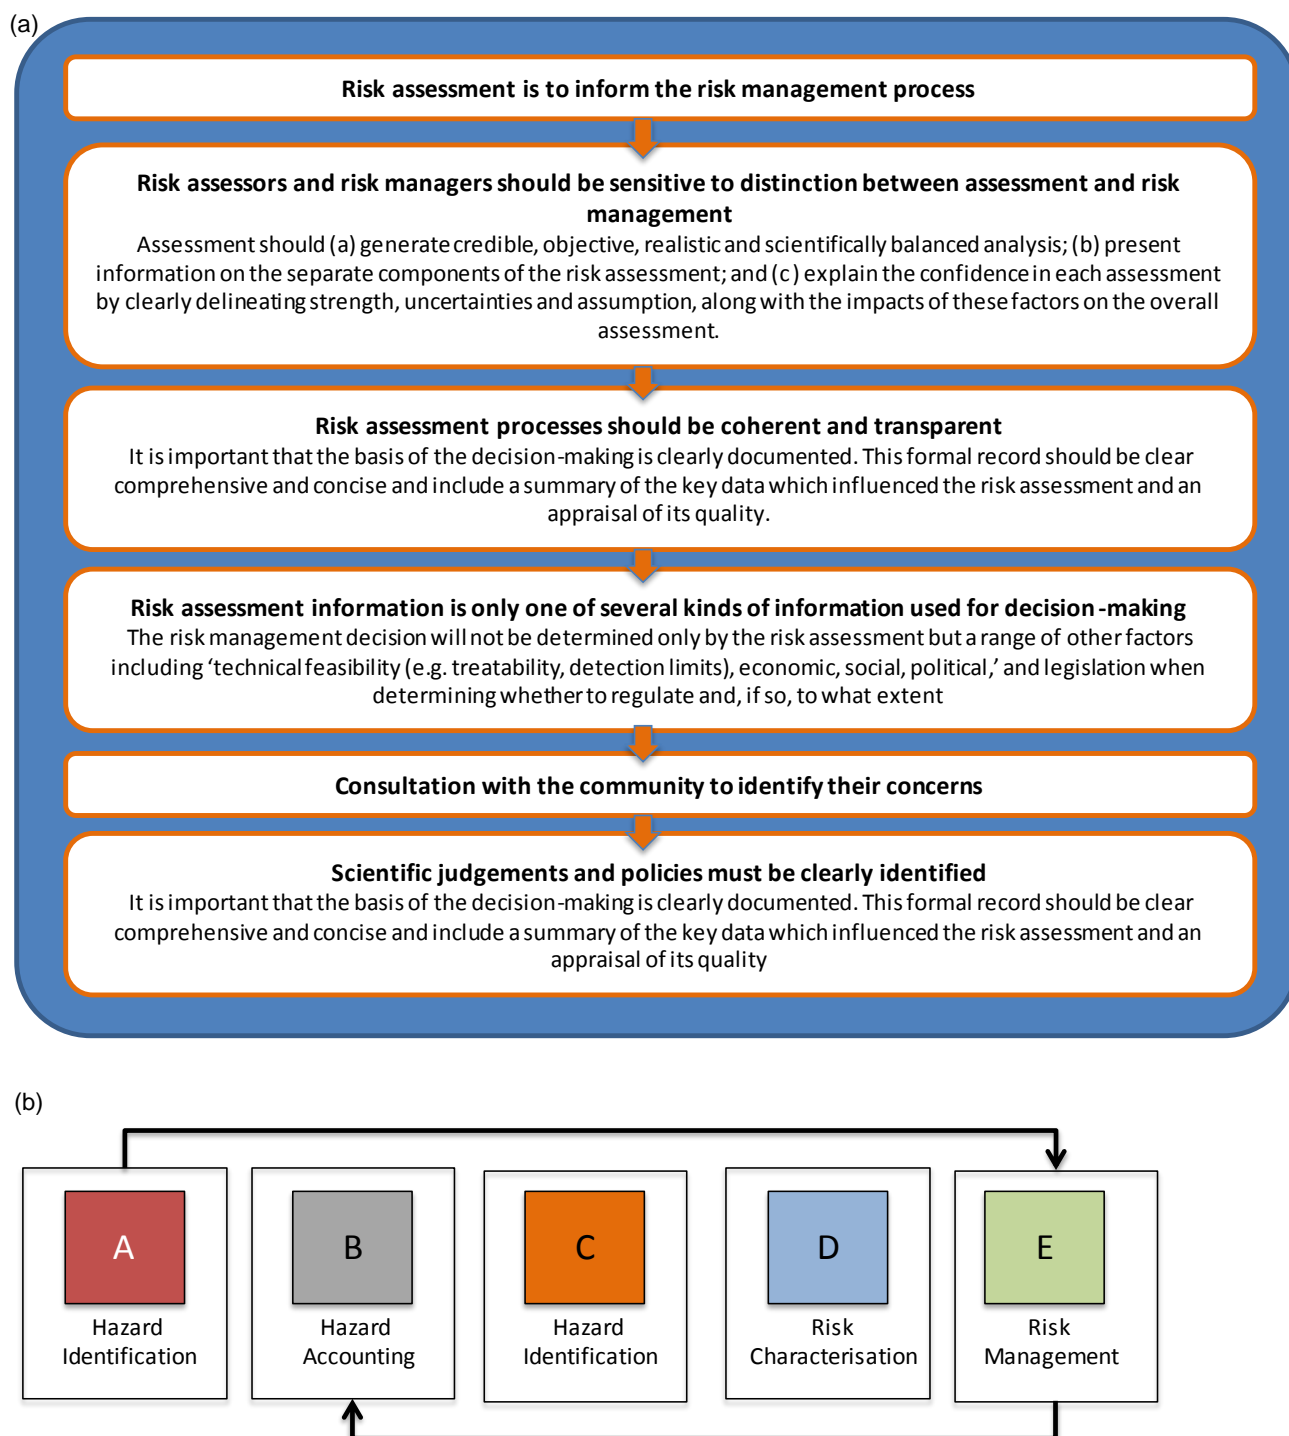 (a)
Risk assessment is to inform the risk management process
Risk assessors and risk managers should be sensitive to distinction between assessment and risk
management
Assessment should (a) generate credible, objective, realistic and scientifically balanced analysis; (b) present
information on the separate components of the risk assessment; and (c) explain the confidence in each assessment
by clearly delineating strength, uncertainties and assumption, along with the impacts of these factors on the overall
assessment.
Risk assessment processes should be coherent and transparent
It is important that the basis of the decision-making is clearly documented. This formal record should be clear
comprehensive and concise and include a summary of the key data which influenced the risk assessment and an
appraisal of its quality.
Risk assessment information is only one of several kinds of information used for decision-making
The risk management decision will not be determined only by the risk assessment but a range of other factors
including ‘technical feasibility (e.g. treatability, detection limits), economic, social, political,’ and legislation when
determining whether to regulate and, if so, to what extent
Consultation with the community to identify their concerns
Scientific judgements and policies must be clearly identified
It is important that the basis of the decision-making is clearly documented. This formal record should be clear
comprehensive and concise and include a summary of the key data which influenced the risk assessment and an
appraisal of its quality
(b)
A
Hazard
Identification
B
Hazard
Accounting
C
Hazard
Identification
D
Risk
Characterisation
E
Risk
Management